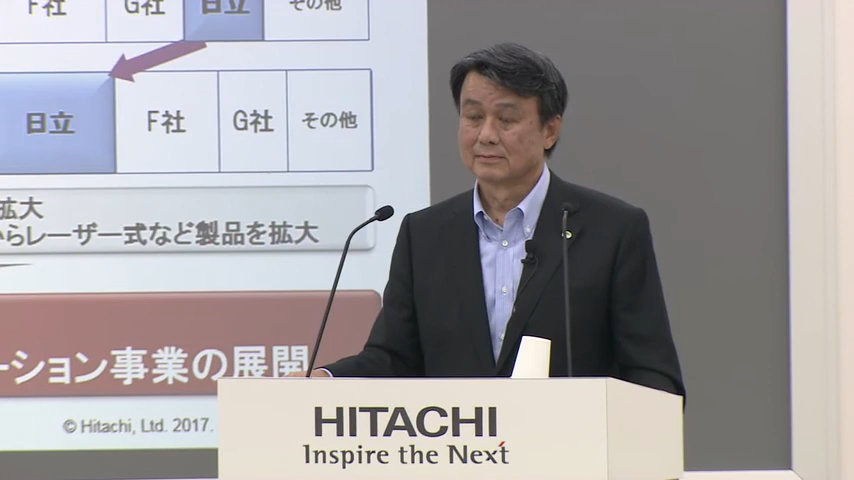 F社 G社 日立 その他
日立 F社 G社 その他
拡大
からレーザー式など製品を拡大
ーション事業の展開
© Hitachi, Ltd. 2017.
HITACHI
Inspire the Next